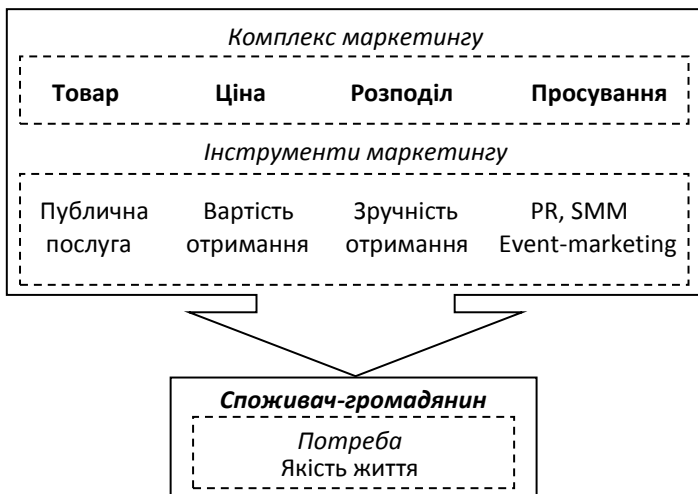 Комплекс маркетингу
Товар Ціна Розподіл Просування
Інструменти маркетингу
Публична Вартість Зручність PR, SMM
послуга отримання отримання Event-marketing
Споживач-громадянин
Потреба
Якість життя